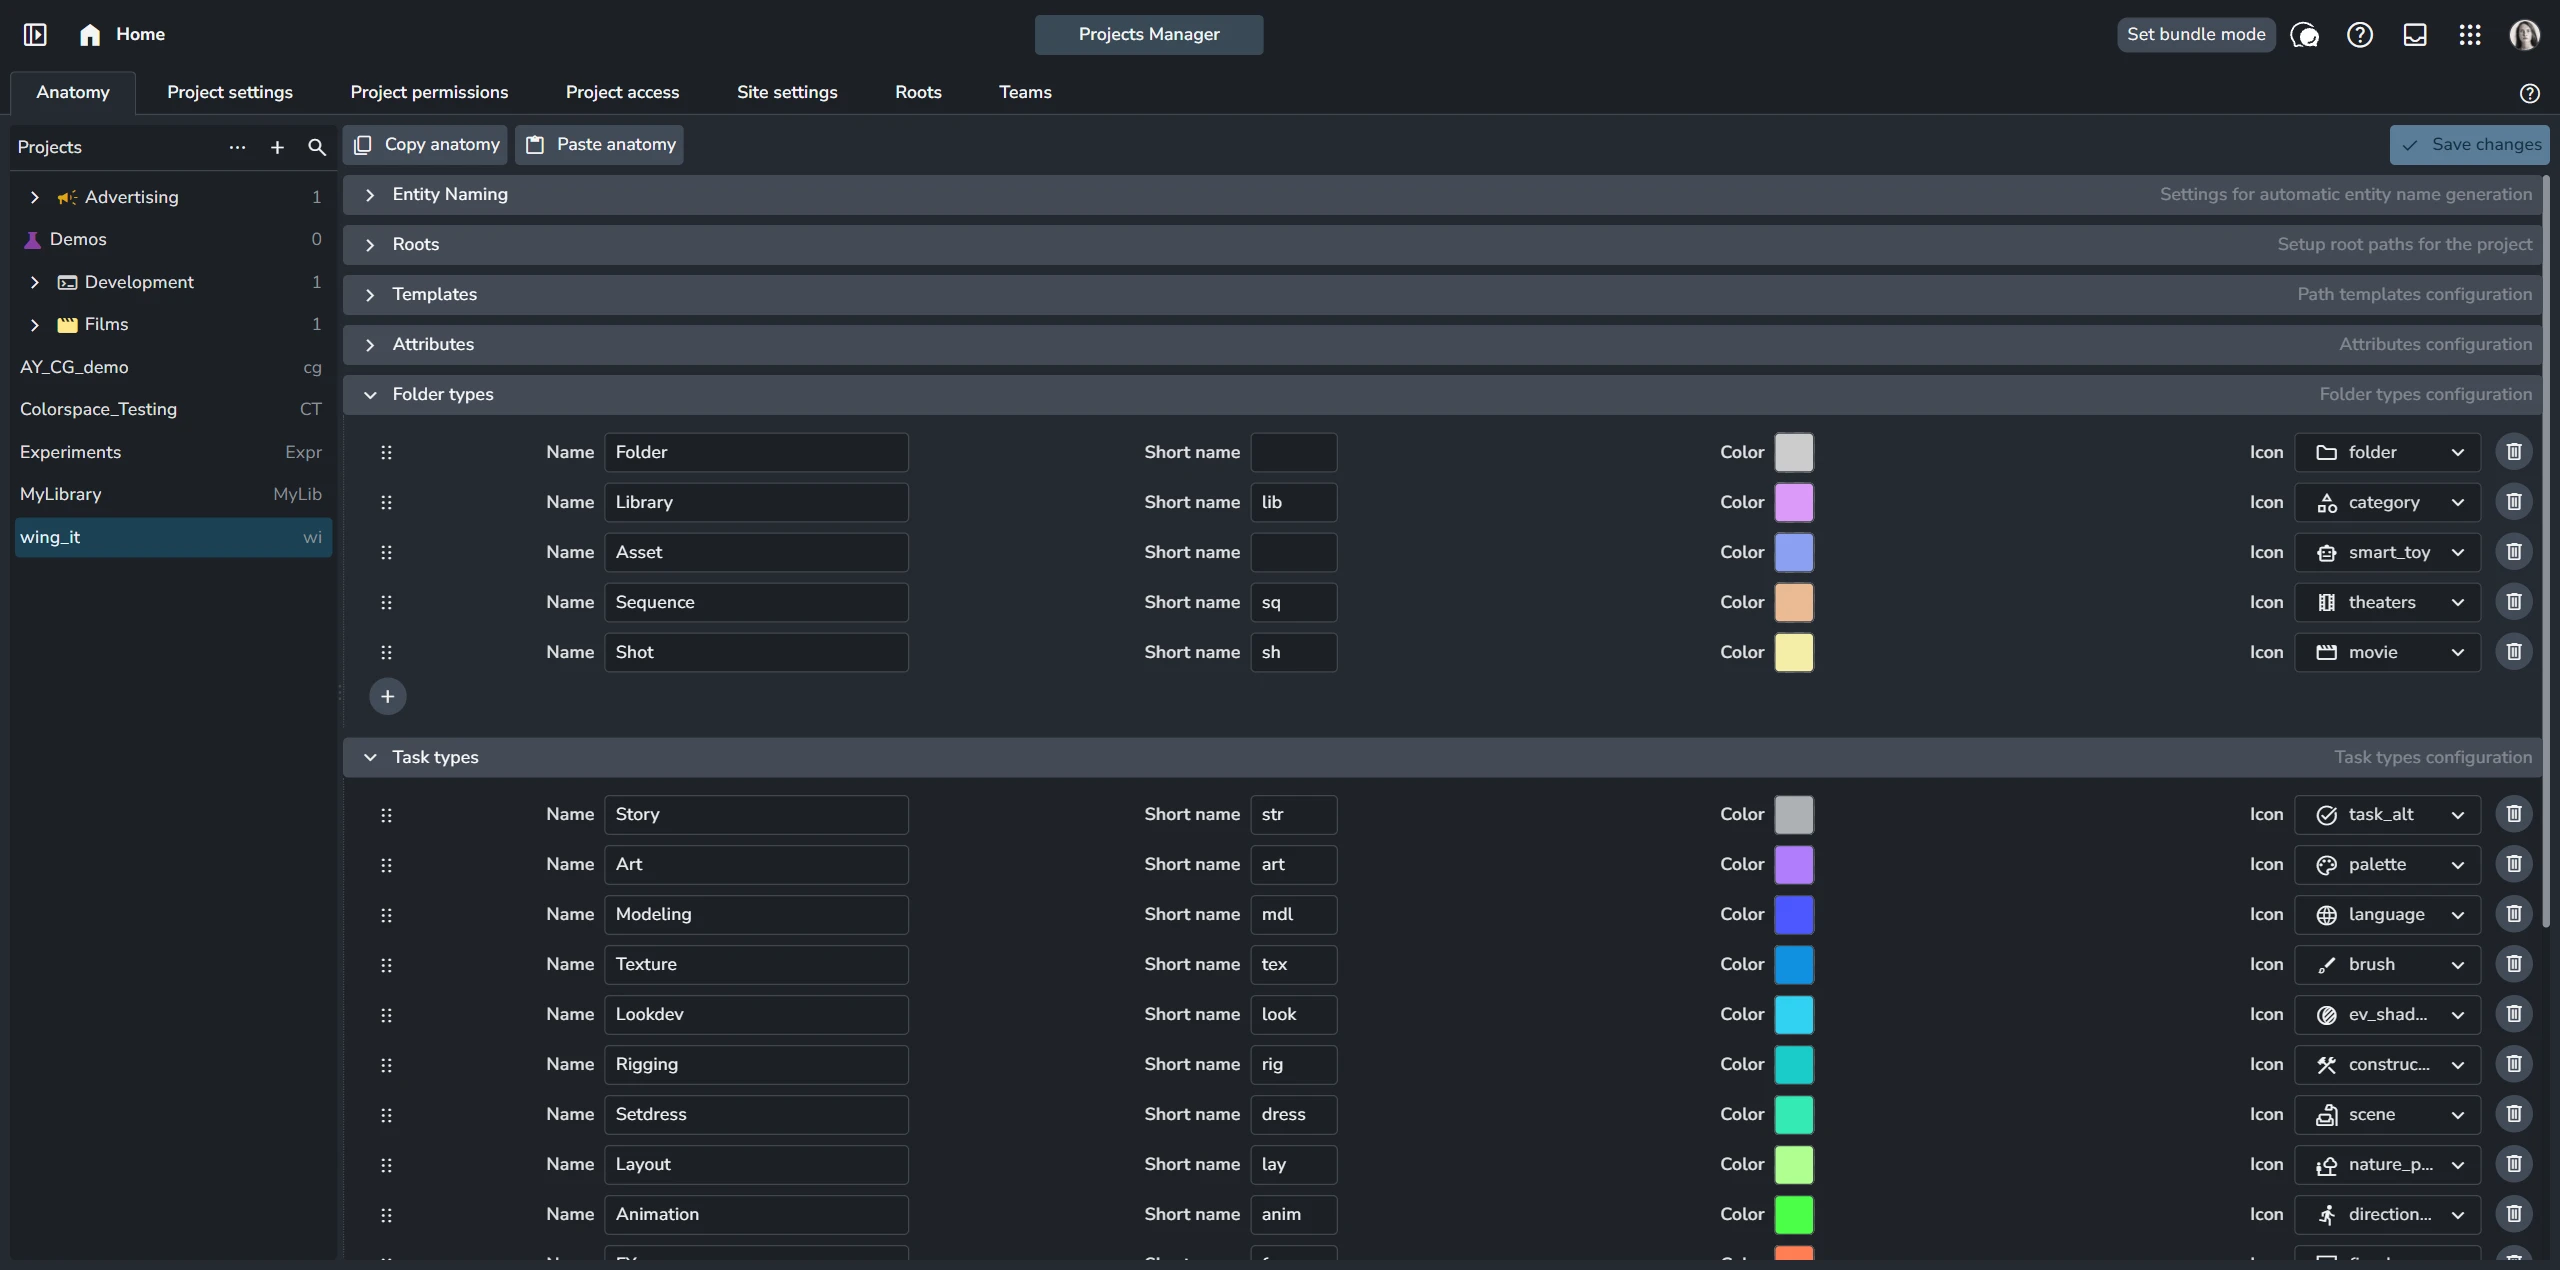 Home
Projects Manager
Set bundle mode
Anatomy Project settings Project permissions Project access Site settings Roots Teams
Projects
Copy anatomy Paste anatomy Save changes
Advertising 1
Demos 0
Development 1
Films 1
AY_CG_demo cg
Colorspace_Testing CT
Experiments Expr
MyLibrary MyLib
wing_it wi
Entity Naming Settings for automatic entity name generation
Roots Setup root paths for the project
Templates Path templates configuration
Attributes Attributes configuration
Folder types Folder types configuration
Name Folder Short name Color Icon folder
Name Library Short name lib Color Icon category
Name Asset Short name Color Icon smart_toy
Name Sequence Short name sq Color Icon theaters
Name Shot Short name sh Color Icon movie
Task types Task types configuration
Name Story Short name str Color Icon task_alt
Name Art Short name art Color Icon palette
Name Modeling Short name mdl Color Icon language
Name Texture Short name tex Color Icon brush
Name Lookdev Short name look Color Icon ev_shad...
Name Rigging Short name rig Color Icon construc...
Name Setdress Short name dress Color Icon scene
Name Layout Short name lay Color Icon nature_p...
Name Animation Short name anim Color Icon direction...